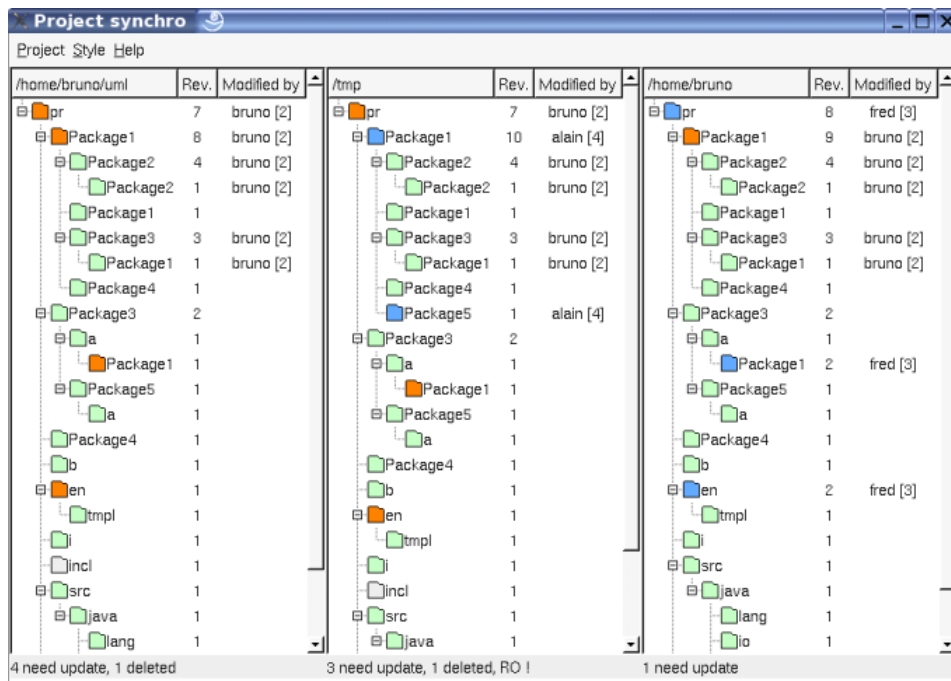 Project synchro
Project Style Help
/home/bruno/uml Rev. Modified by
pr 7 bruno [2]
Package1 8 bruno [2]
Package2 4 bruno [2]
Package2 1 bruno [2]
Package1 1
Package3 3 bruno [2]
Package1 1 bruno [2]
Package4 1
Package3 2
a 1
Package1 1
Package5 1
a 1
Package4 1
b 1
en 1
tmpl 1
i 1
incl 1
src 1
java 1
lang 1
4 need update, 1 deleted
/tmp Rev. Modified by
pr 7 bruno [2]
Package1 10 alain [4]
Package2 4 bruno [2]
Package2 1 bruno [2]
Package1 1
Package3 3 bruno [2]
Package1 1 bruno [2]
Package4 1
Package5 1 alain [4]
Package3 2
a 1
Package1 1
Package5 1
a 1
Package4 1
b 1
en 1
tmpl 1
i 1
incl 1
src 1
java 1
3 need update, 1 deleted, RO !
/home/bruno Rev. Modified by
pr 8 fred [3]
Package1 9 bruno [2]
Package2 4 bruno [2]
Package2 1 bruno [2]
Package1 1
Package3 3 bruno [2]
Package1 1 bruno [2]
Package4 1
Package3 2
a 1
Package1 2 fred [3]
Package5 1
a 1
Package4 1
b 1
en 2 fred [3]
tmpl 1
i 1
src 1
java 1
lang 1
io 1
1 need update